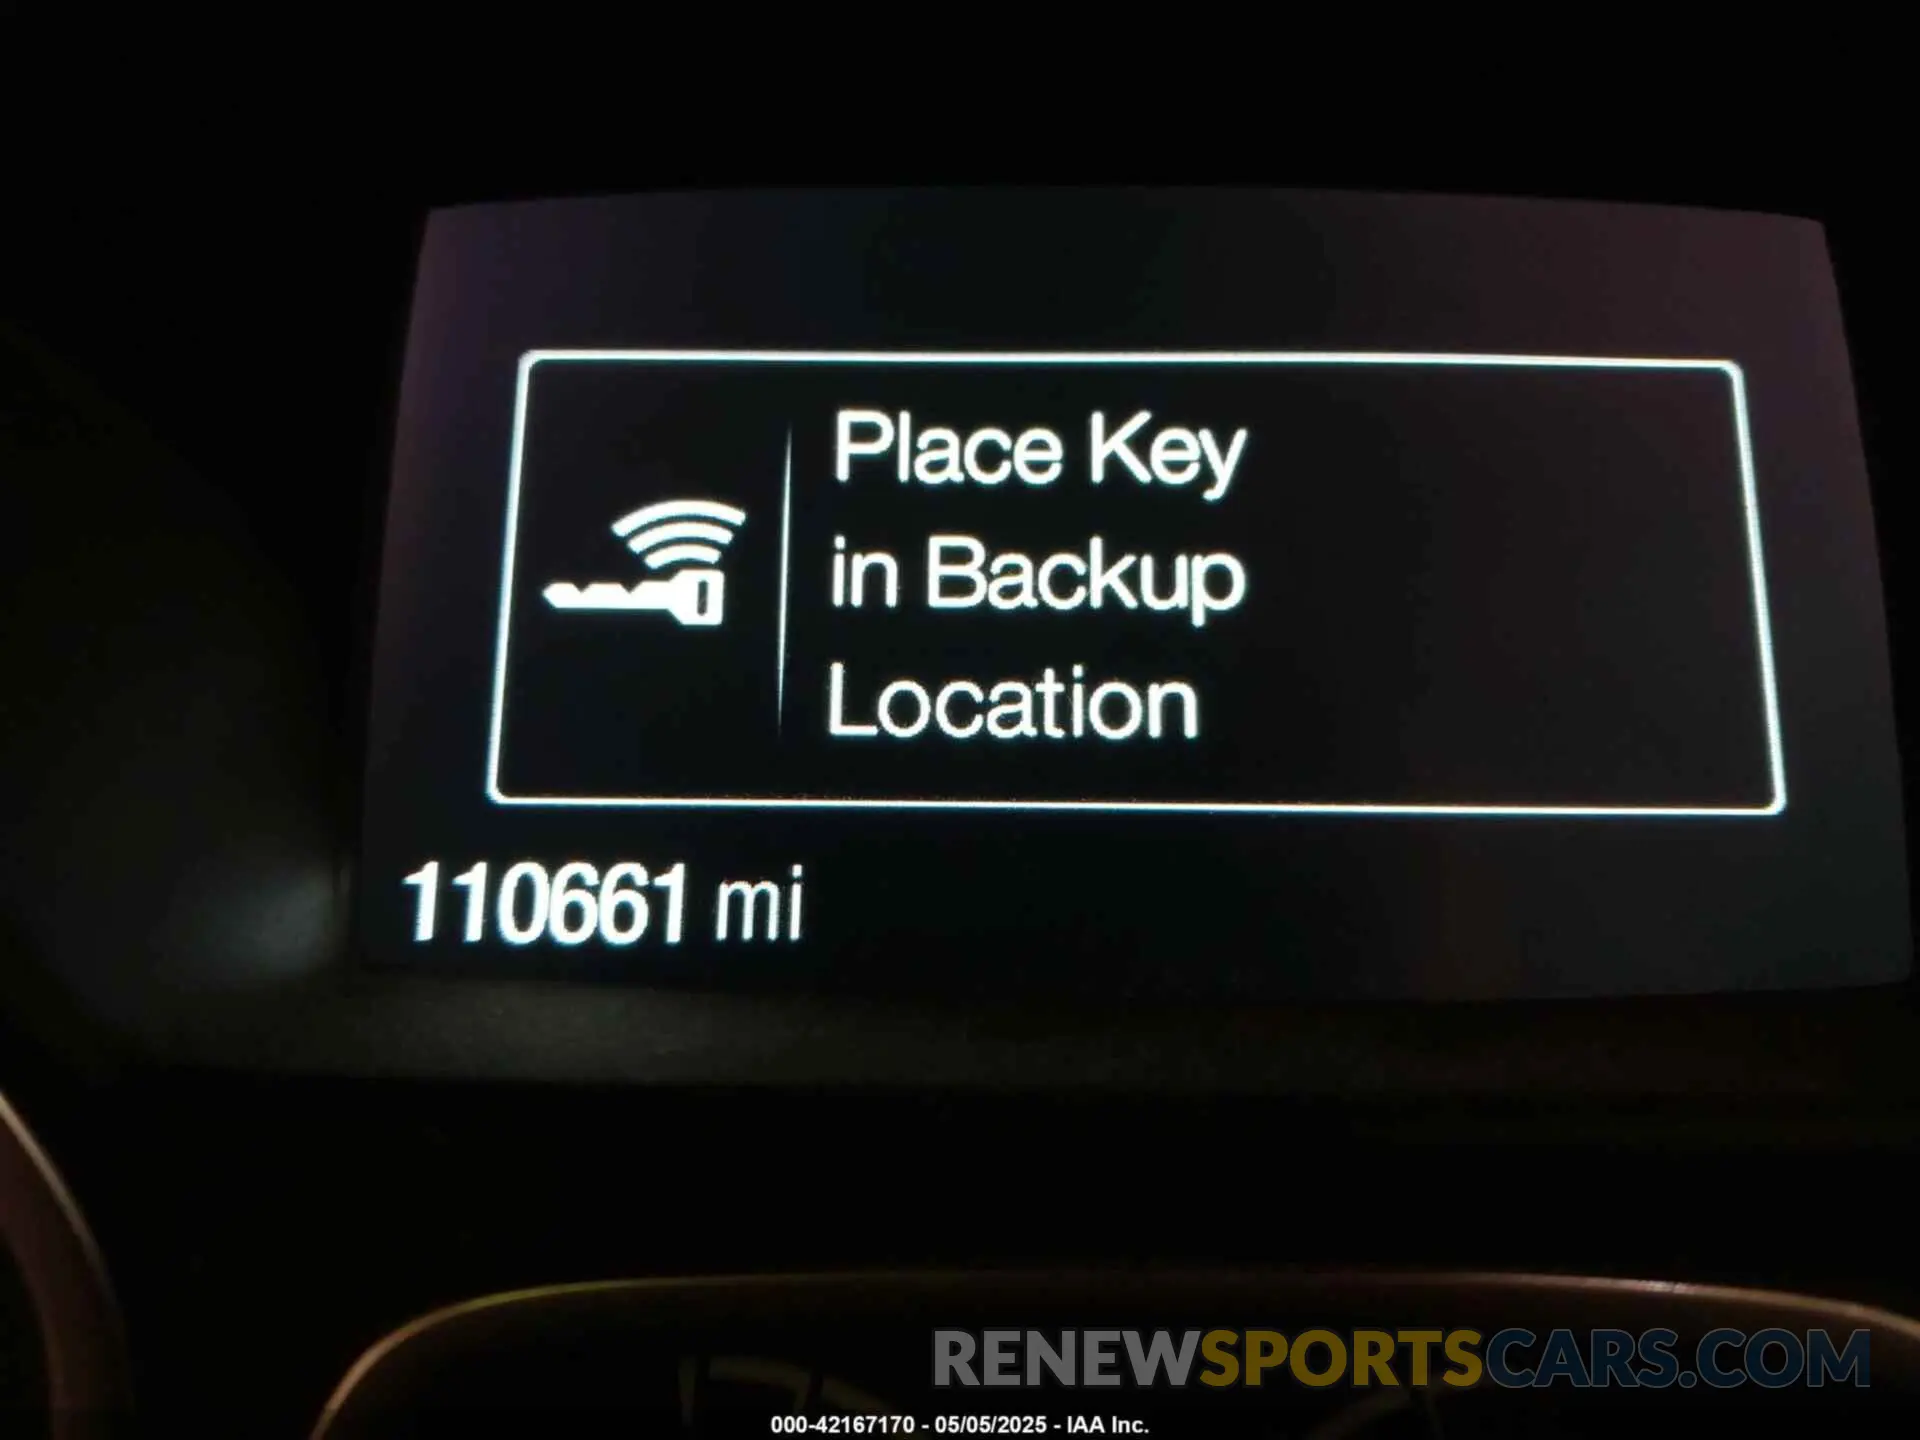 Place Key
in Backup
Location
110661 mi
RENEWSPORTSCARS.COM
000-42167170 - 05/05/2025 - IAA Inc.